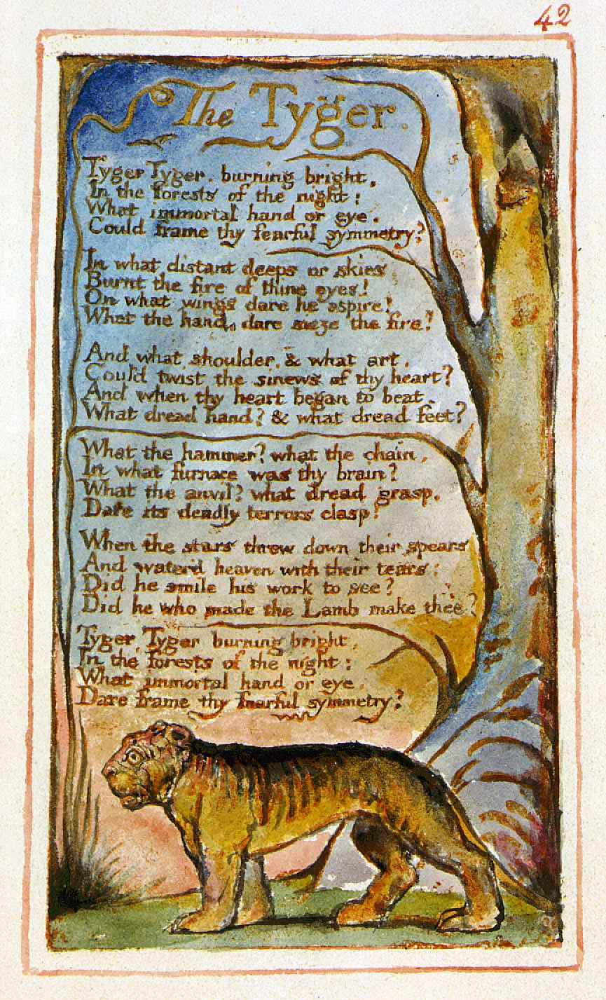 42
The Tyger.
Tyger Tyger. burning bright,
In the forests of the night:
What immortal hand or eye.
Could frame thy fearful symmetry?
In what distant deeps or skies
Burnt the fire of thine eyes!
On what wings dare he aspire!
What the hand, dare sieze the fire?
And what shoulder, & what art,
Could twist the sinews of thy heart?
And when thy heart began to beat,
What dread hand? & what dread feet?
What the hammer? what the chain,
In what furnace was thy brain?
What the anvil? what dread grasp,
Dare its deadly terrors clasp!
When the stars threw down their spears
And water'd heaven with their tears:
Did he smile his work to see?
Did he who made the Lamb make thee?
Tyger Tyger burning bright,
In the forests of the night:
What immortal hand or eye,
Dare frame thy fearful symmetry?